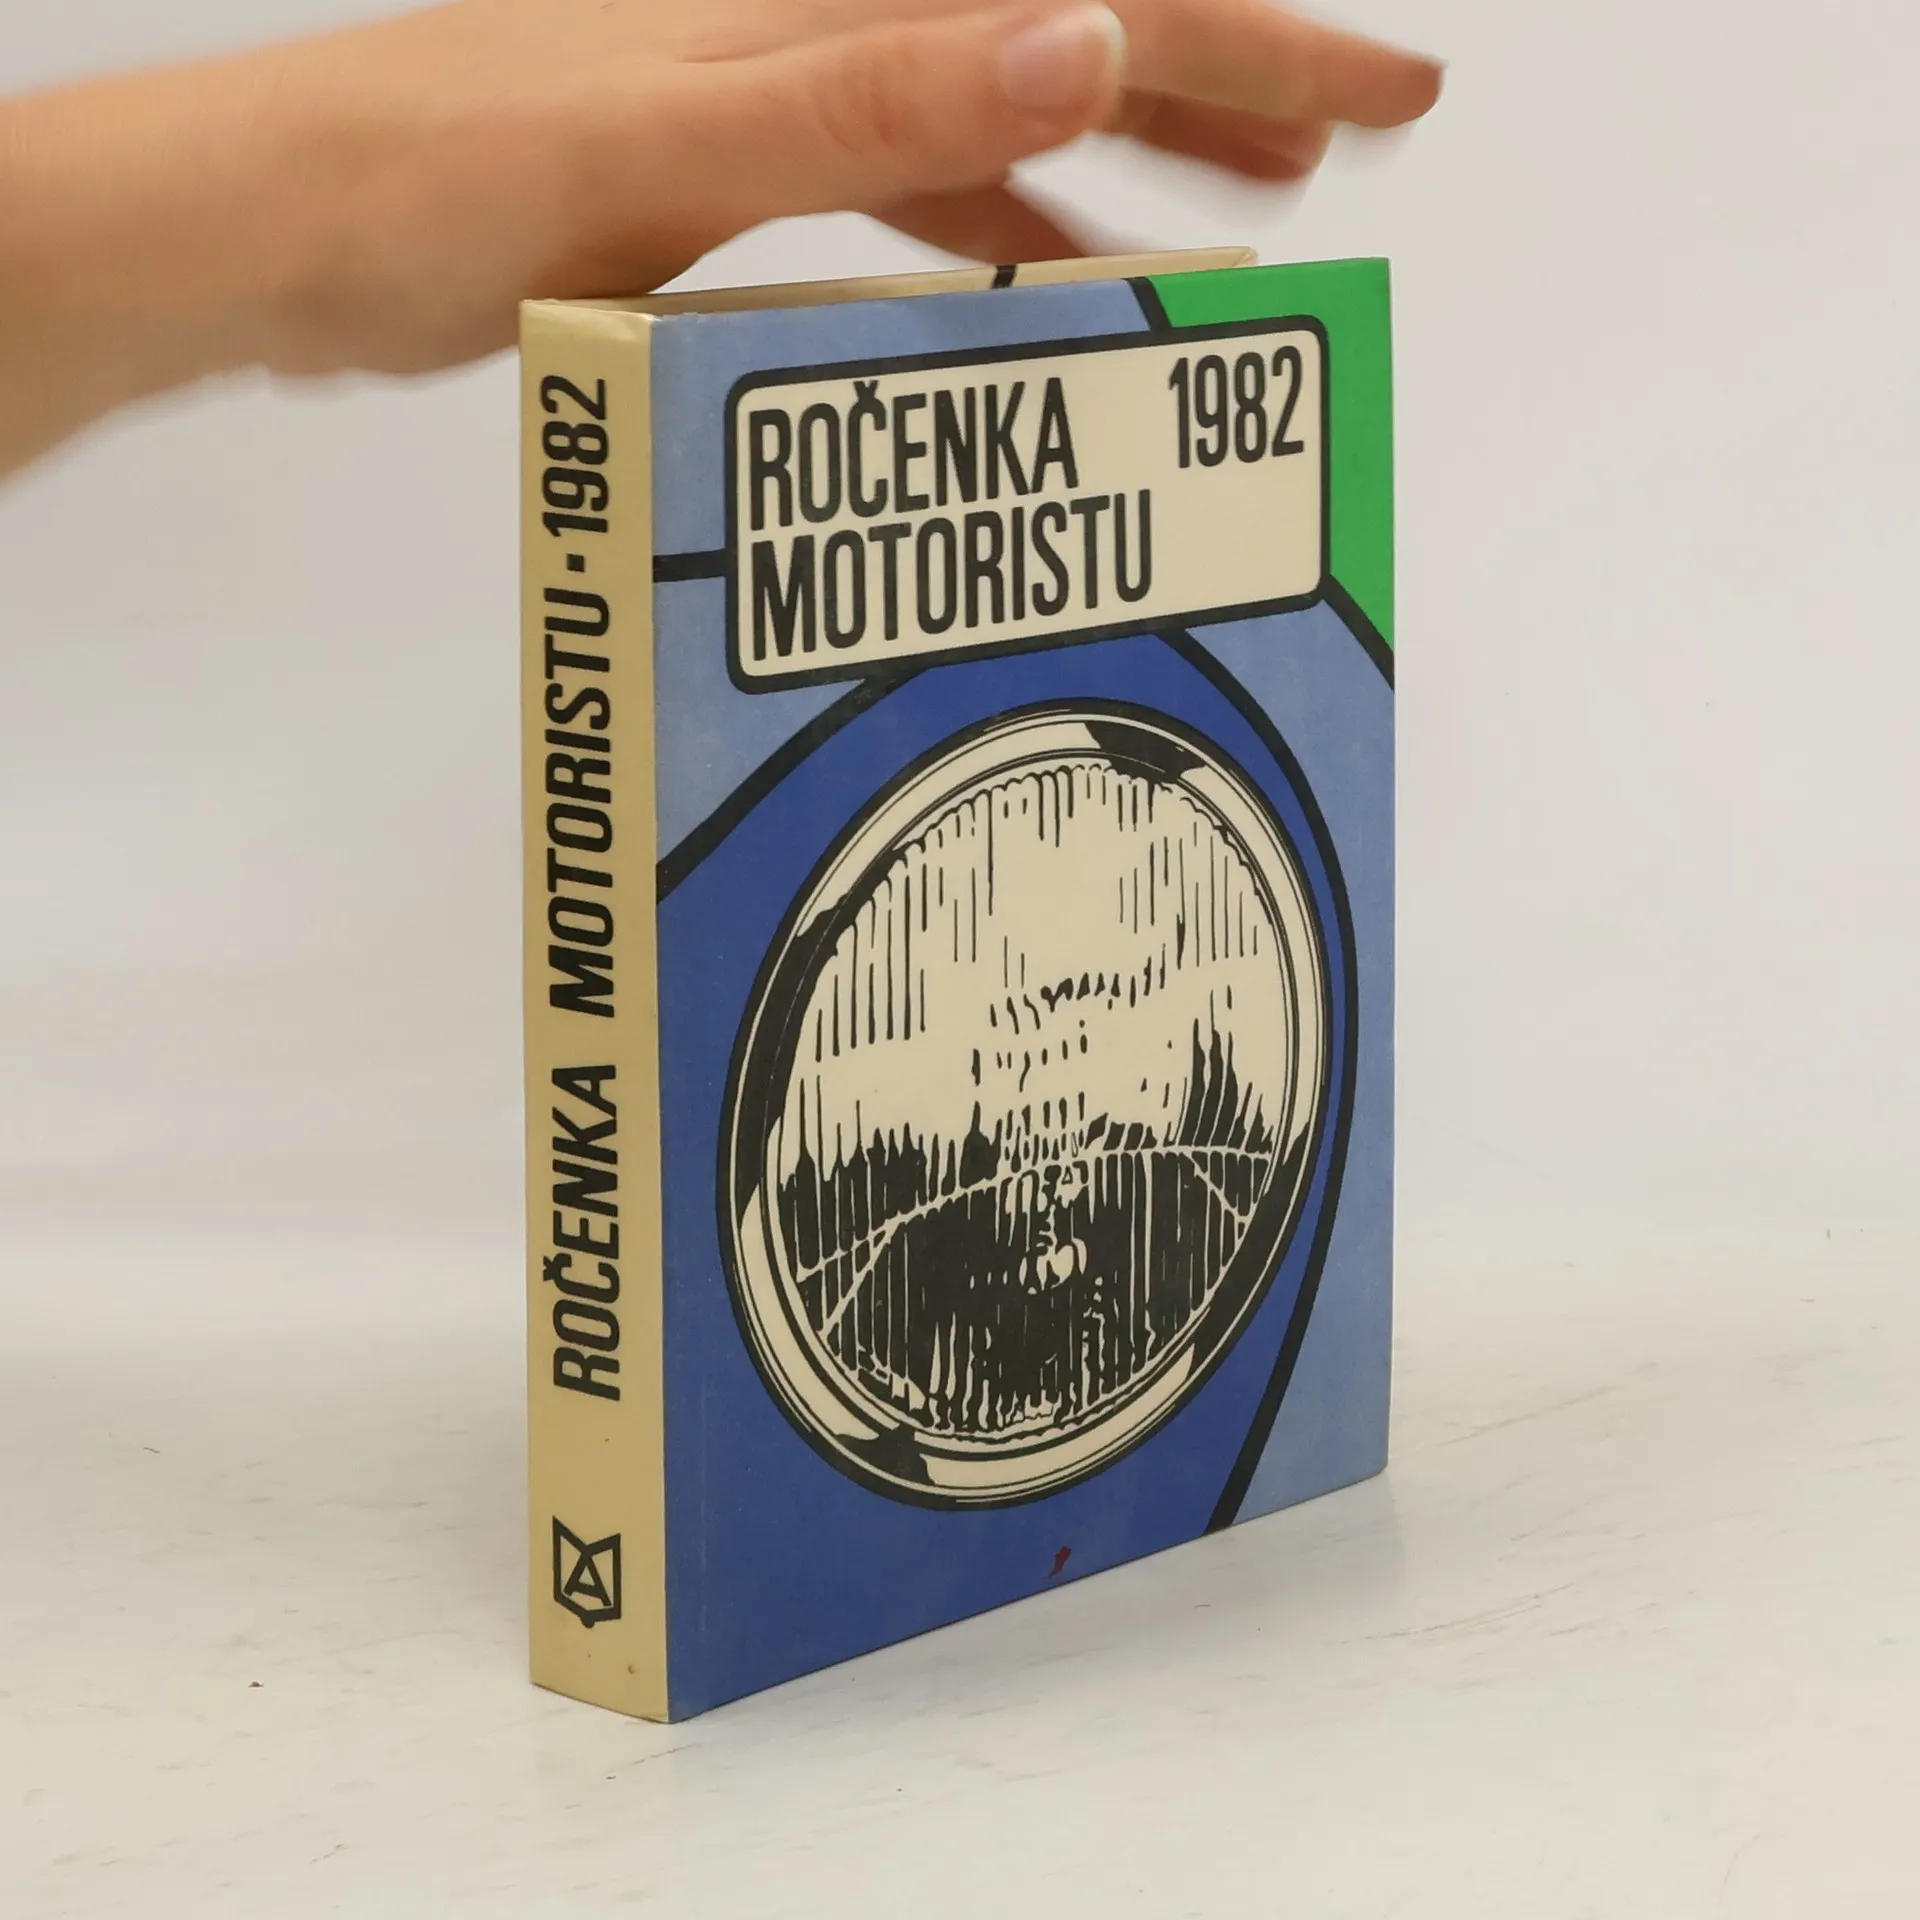 ROČENKA MOTORISTU · 1982
ROČENKA 1982
MOTORISTU